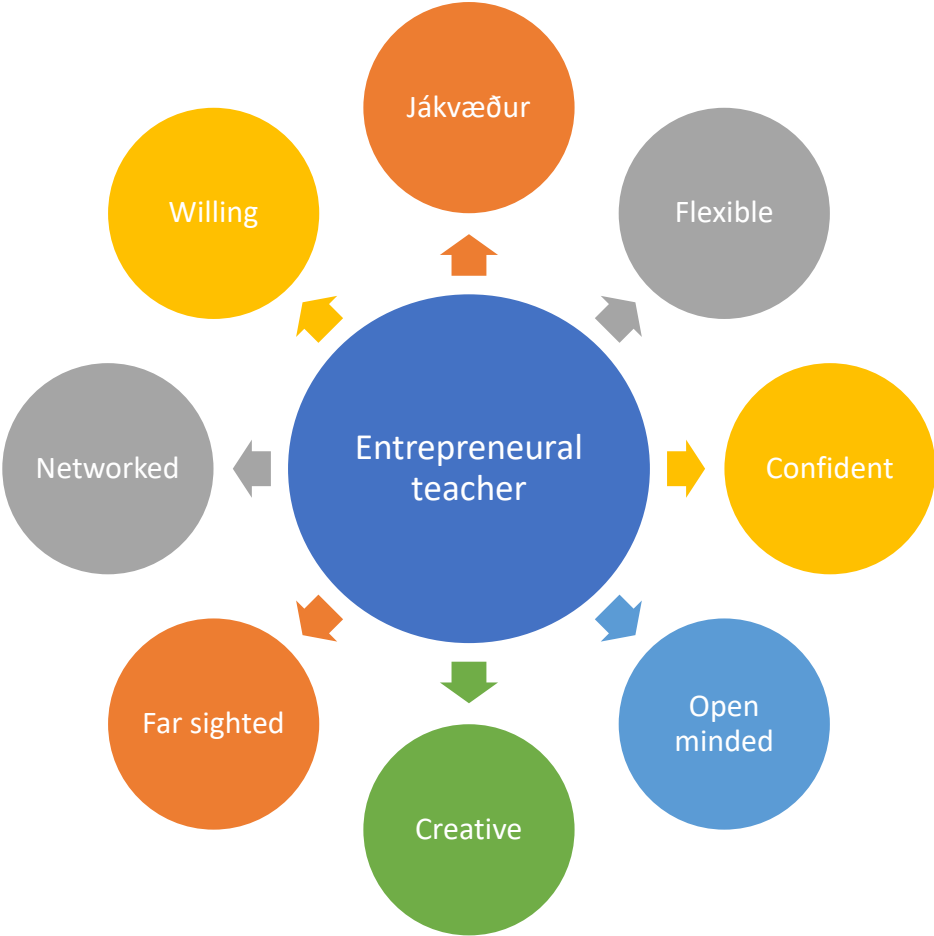 Jákvæður
Willing
Flexible
Entrepreneural
teacher
Networked
Confident
Far sighted
Open
minded
Creative